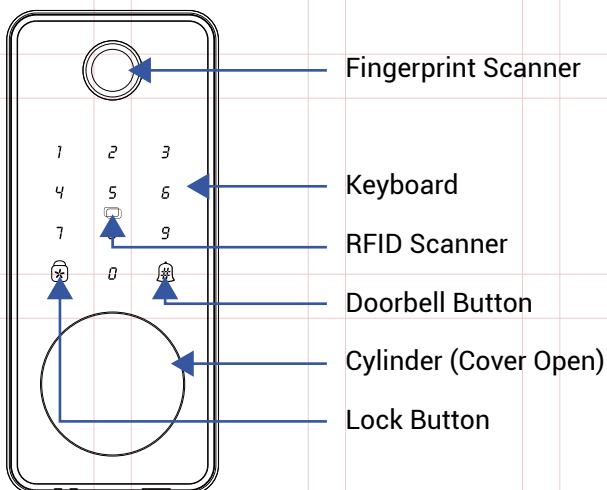 Fingerprint Scanner
1 2 3
4 5 6
Keyboard
7 9
RFID Scanner
* 0 #
Doorbell Button
Cylinder (Cover Open)
Lock Button